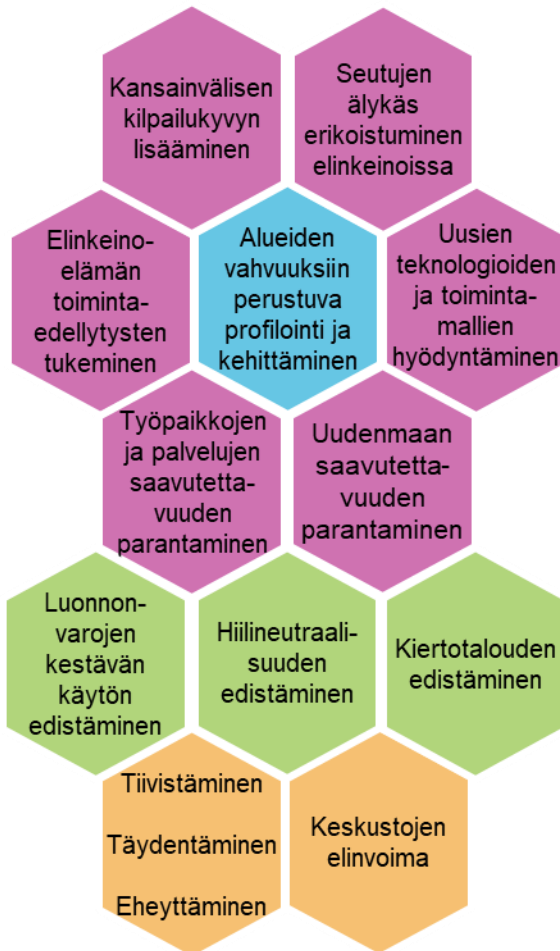 Kansainvälisen
kilpailukyvyn
lisääminen
Seutujen
älykäs
erikoistuminen
elinkeinoissa
Elinkeino-
elämän
toiminta-
edellytysten
tukeminen
Alueiden
vahvuuksiin
perustuva
profilointi ja
kehittäminen
Uusien
teknologioiden
ja toiminta-
mallien
hyödyntäminen
Työpaikkojen
ja palvelujen
saavutetta-
vuuden
parantaminen
Uudenmaan
saavutetta-
vuuden
parantaminen
Luonnon-
varojen
kestävän
käytön
edistäminen
Hiilineutraali-
suuden
edistäminen
Kiertotalouden
edistäminen
Tiivistäminen
Täydentäminen
Eheyttäminen
Keskustojen
elinvoima